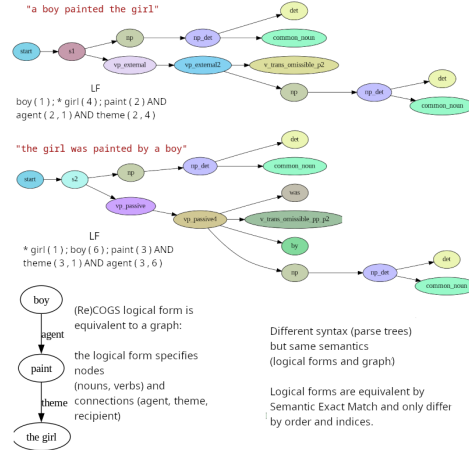 "a boy painted the girl"
det
np
np_det
common_noun
start
s1
vp_external
vp_external2
v_trans_omissible_p2
LF
np
np_det
det
common_noun
boy ( 1 ) ; * girl ( 4 ) ; paint ( 2 ) AND
agent ( 2 , 1 ) AND theme ( 2 , 4 )
"the girl was painted by a boy"
det
np
np_det
common_noun
start
s2
vp_passive
was
vp_passive4
v_trans_omissible_pp_p2
LF
by
* girl ( 1 ) ; boy ( 6 ) ; paint ( 3 ) AND
theme ( 3 , 1 ) AND agent ( 3 , 6 )
np
np_det
det
common_noun
boy
agent
paint
theme
the girl
(Re)COGS logical form is
equivalent to a graph:
the logical form specifies
nodes
(nouns, verbs) and
connections (agent, theme,
recipient)
Different syntax (parse trees)
but same semantics
(logical forms and graph)
Logical forms are equivalent by
Semantic Exact Match and only differ
by order and indices.